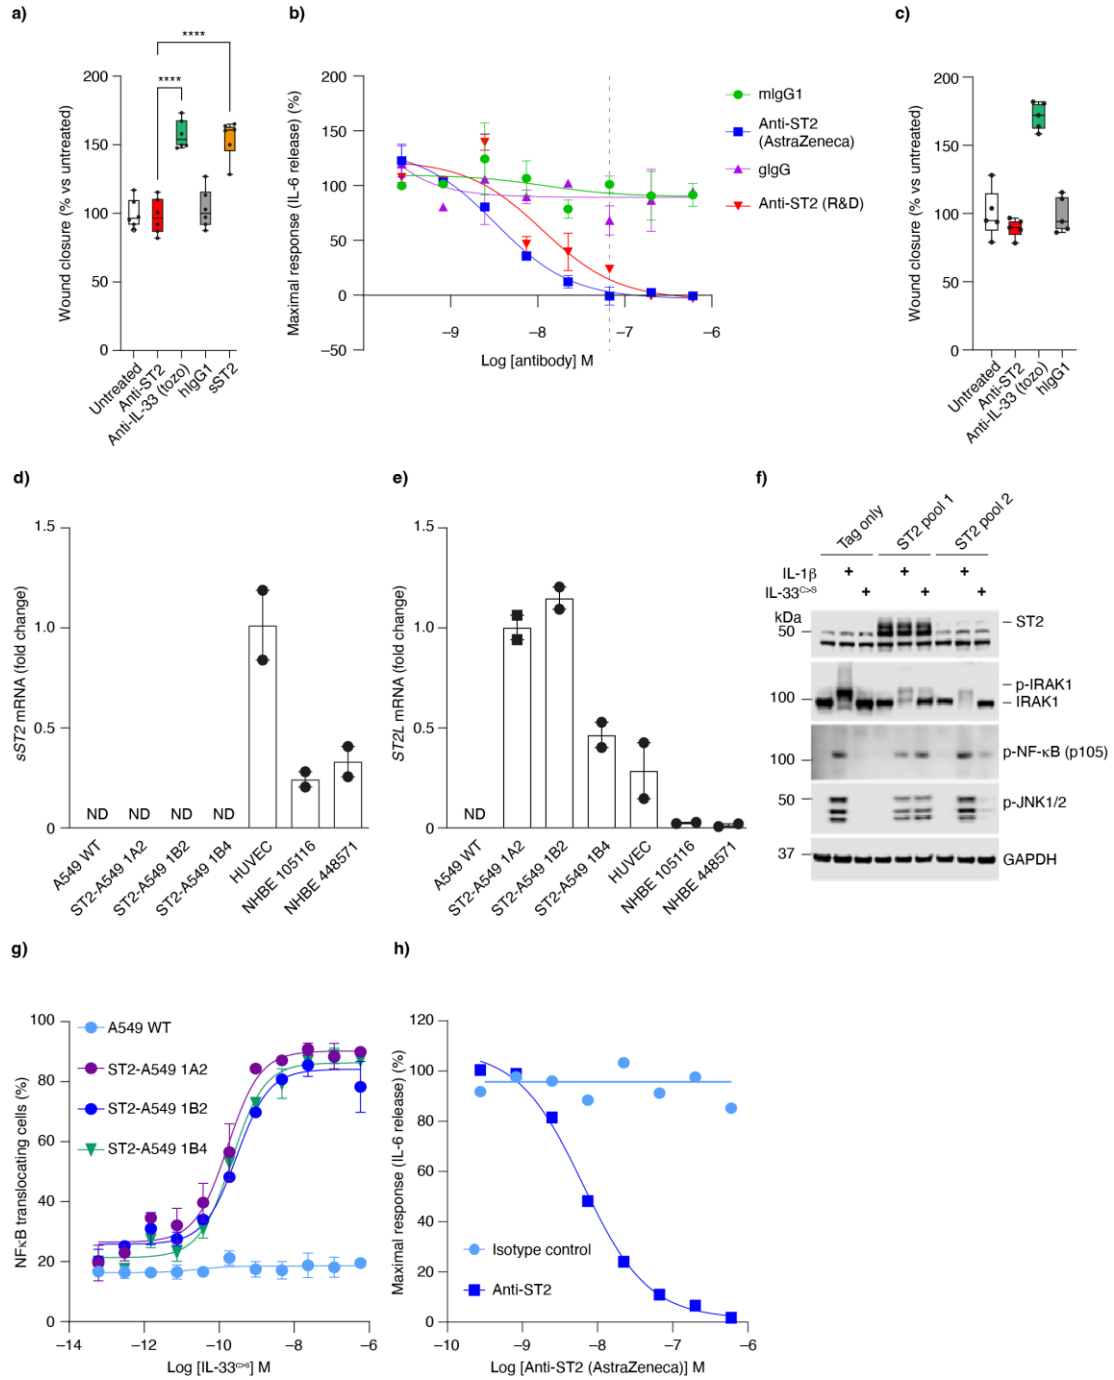 a)
****
****
Wound closure (% vs untreated)
200
150
100
50
0
Untreated
Anti-ST2
Anti-IL-33 (tozo)
hIgG1
sST2
b)
Maximal response (IL-6 release) (%)
200
150
100
50
0
−50
−9
−8
−7
−6
Log [antibody] M
mIgG1
Anti-ST2
(AstraZeneca)
gIgG
Anti-ST2 (R&D)
c)
Wound closure (% vs untreated)
200
150
100
50
0
Untreated
Anti-ST2
Anti-IL-33 (tozo)
hIgG1
d)
sST2 mRNA (fold change)
1.5
1.0
0.5
0
ND ND ND ND
A549 WT
ST2-A549 1A2
ST2-A549 1B2
ST2-A549 1B4
HUVEC
NHBE 105116
NHBE 448571
e)
ST2L mRNA (fold change)
1.5
1.0
0.5
0
ND
A549 WT
ST2-A549 1A2
ST2-A549 1B2
ST2-A549 1B4
HUVEC
NHBE 105116
NHBE 448571
f)
Tag only
ST2 pool 1
ST2 pool 2
IL-1β + + +
IL-33C>S + + +
kDa
50
– ST2
– p-IRAK1
100
– IRAK1
100
p-NF-κB (p105)
50
p-JNK1/2
37
GAPDH
g)
NFκB translocating cells (%)
100
80
60
40
20
0
−14
−12
−10
−8
−6
Log [IL-33C>S] M
A549 WT
ST2-A549 1A2
ST2-A549 1B2
ST2-A549 1B4
h)
Maximal response (IL-6 release) (%)
120
100
80
60
40
20
0
−10
−9
−8
−7
−6
Log [Anti-ST2 (AstraZeneca)] M
Isotype control
Anti-ST2